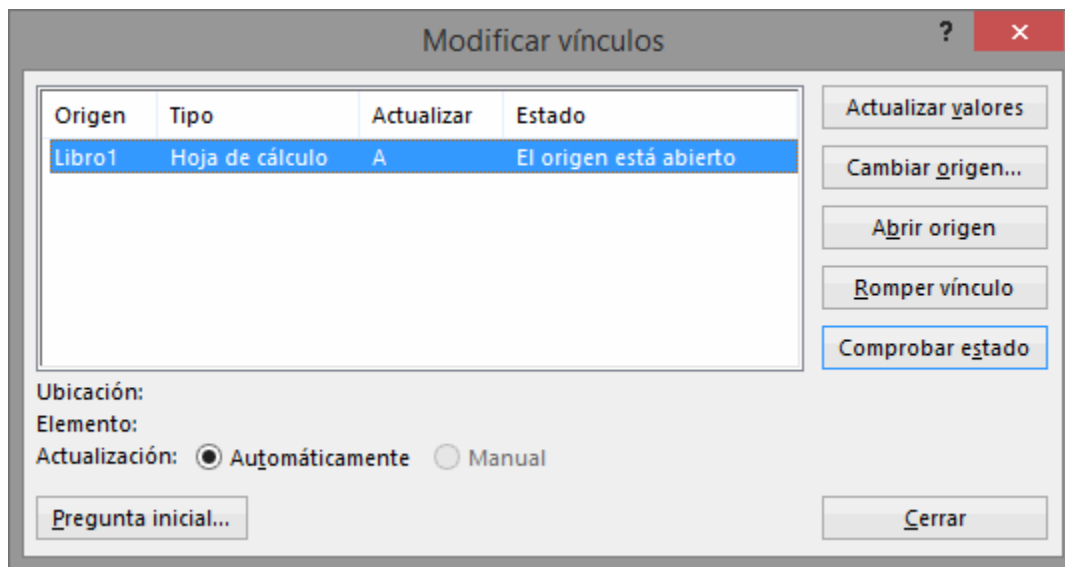 Modificar vínculos
?
Origen Tipo Actualizar Estado
Libro1 Hoja de cálculo A El origen está abierto
Actualizar valores
Cambiar origen...
Abrir origen
Romper vínculo
Comprobar estado
Ubicación:
Elemento:
Actualización: Automáticamente Manual
Pregunta inicial...
Cerrar